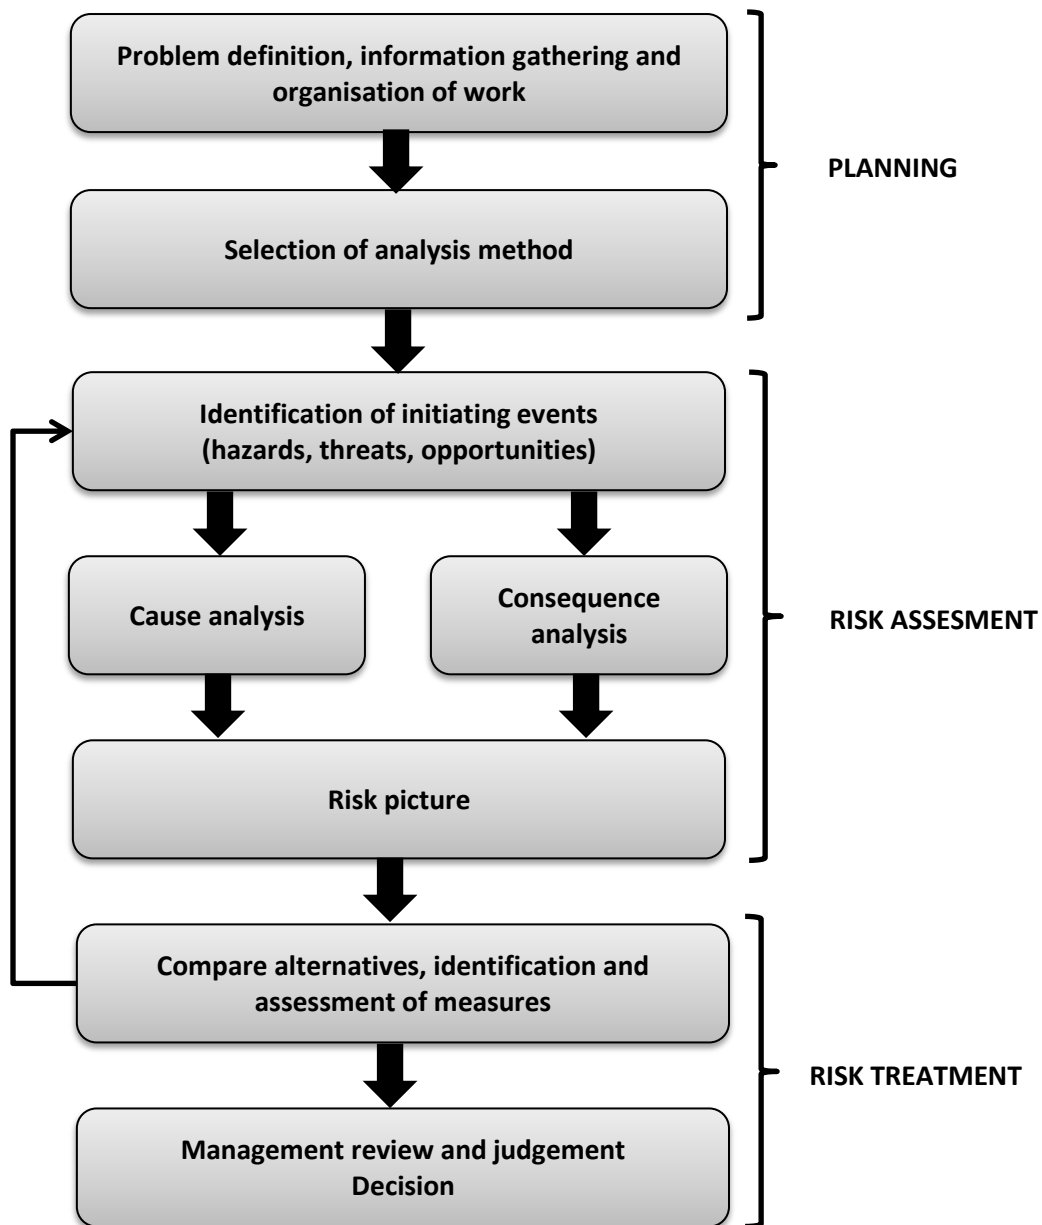 Problem definition, information gathering and
organisation of work
PLANNING
Selection of analysis method
Identification of initiating events
(hazards, threats, opportunities)
Cause analysis
Consequence
analysis
RISK ASSESMENT
Risk picture
Compare alternatives, identification and
assessment of measures
RISK TREATMENT
Management review and judgement
Decision